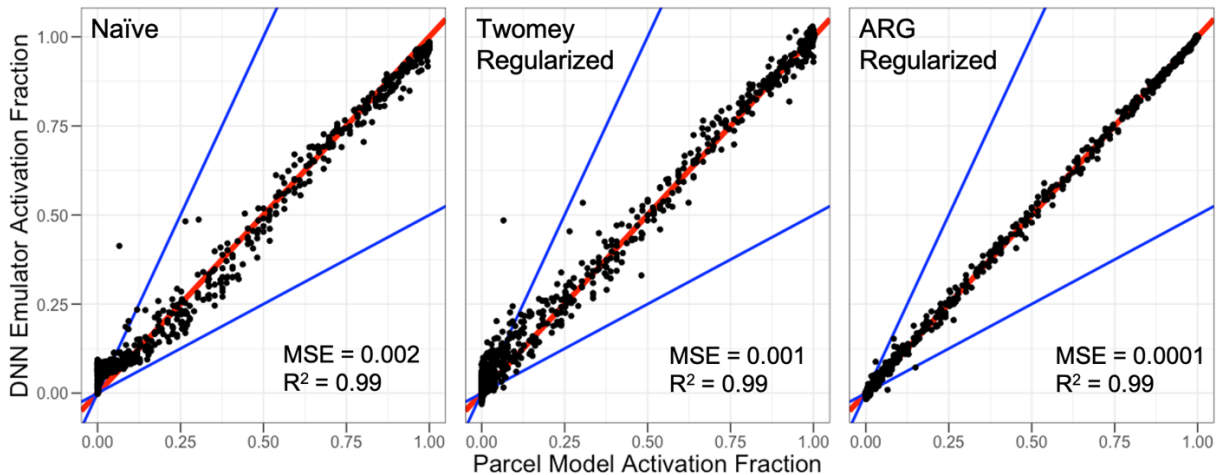 Naïve
Twomey
Regularized
ARG
Regularized
DNN Emulator Activation Fraction
1.00
0.75
0.50
0.25
0.00
MSE = 0.002
R² = 0.99
MSE = 0.001
R² = 0.99
MSE = 0.0001
R² = 0.99
0.00 0.25 0.50 0.75 1.00
0.00 0.25 0.50 0.75 1.00
0.00 0.25 0.50 0.75 1.00
Parcel Model Activation Fraction